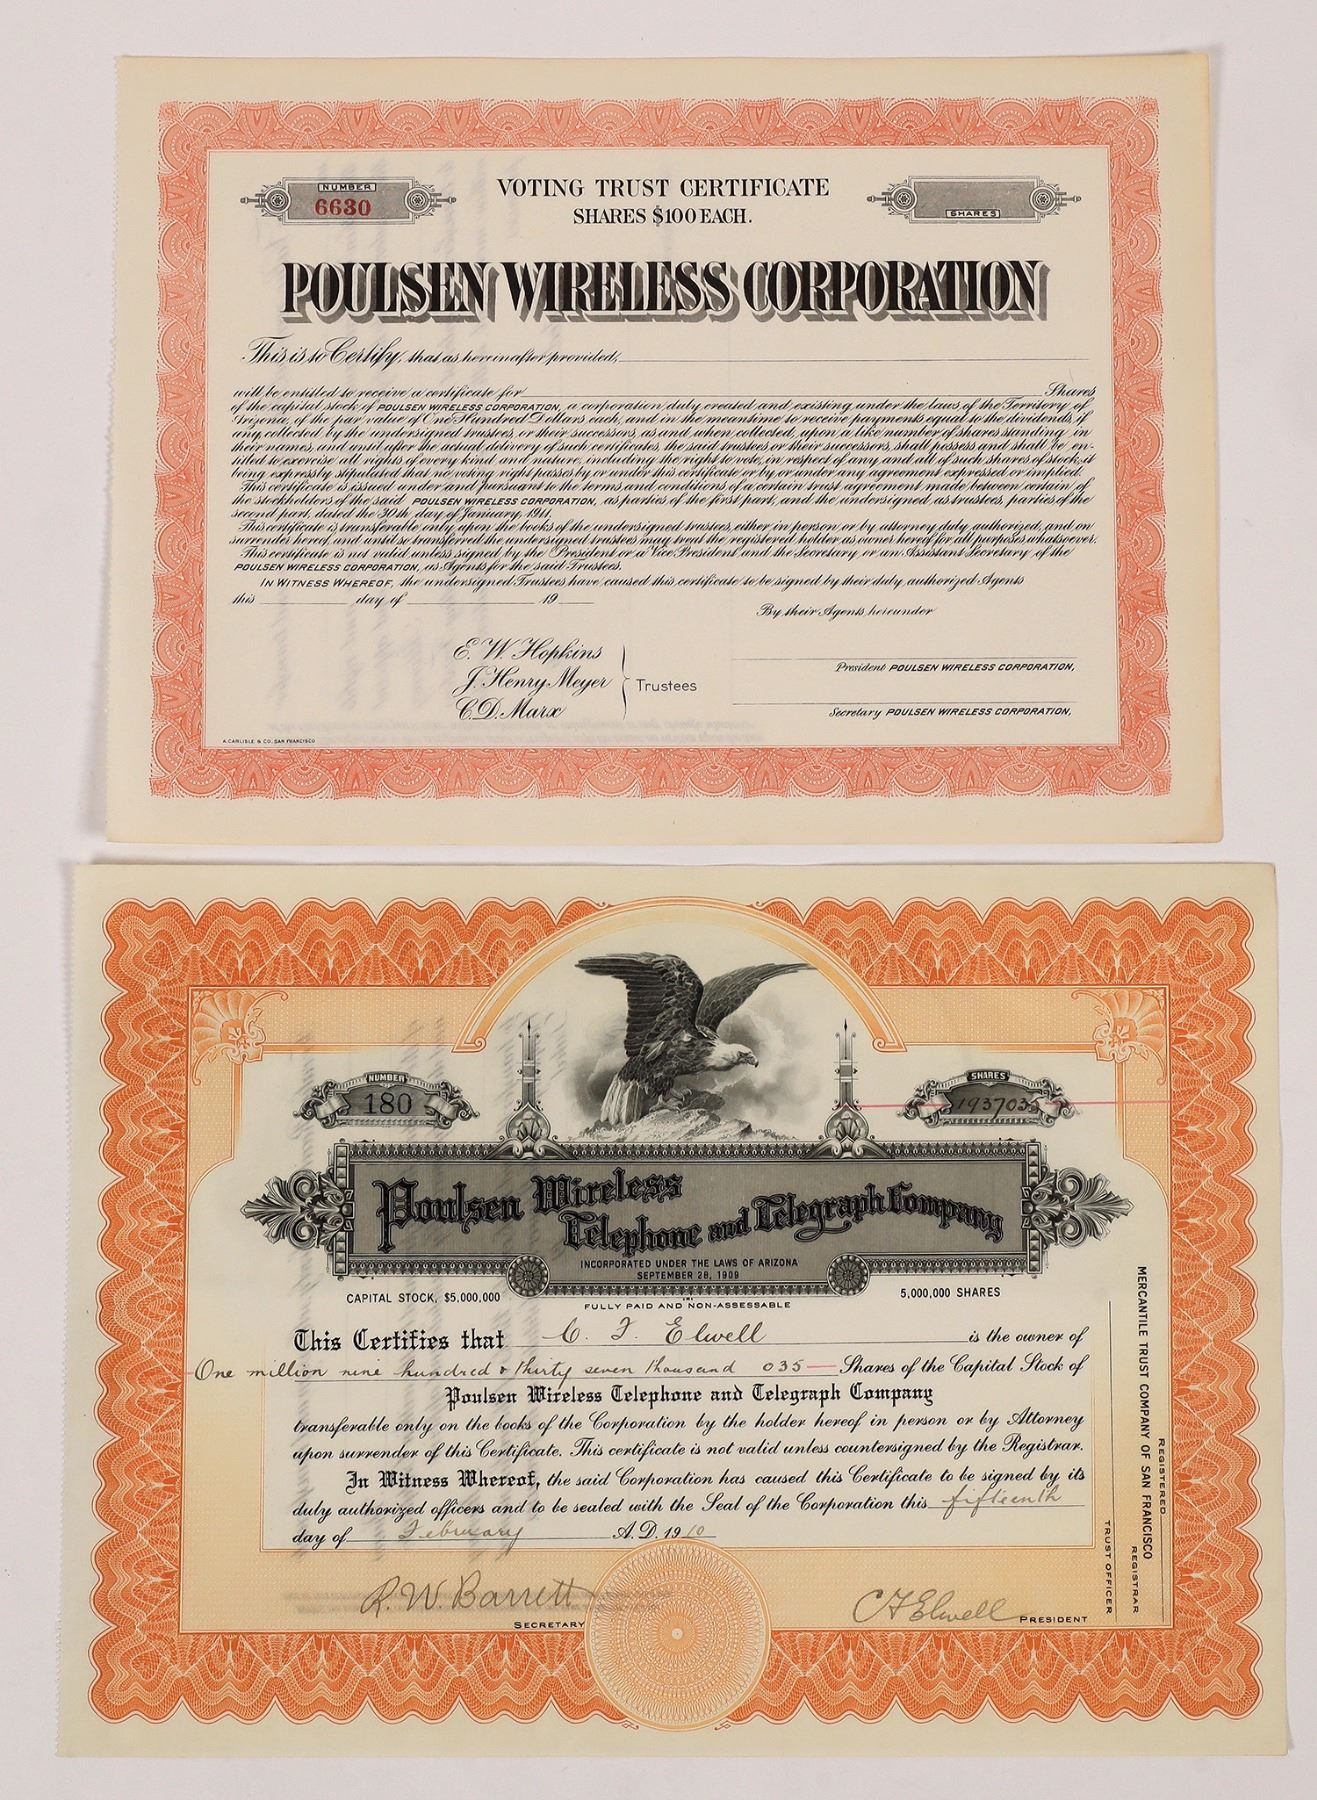 VOTING TRUST CERTIFICATE
NUMBER
6630
SHARES $100 EACH.
SHARES
POULSEN WIRELESS CORPORATION
This is to Certify, that as hereinafter provided,
will be entitled to receive a certificate for Shares
of the capital stock of POULSEN WIRELESS CORPORATION, a corporation duly created and existing under the laws of the Territory of
Arizona, of the par value of One Hundred Dollars each, and in the meantime to receive payments equal to the dividends, if
any, collected by the undersigned trustees, or their successors, as and when collected, upon a like number of shares standing in
their names, and until after the actual delivery of such certificates, the said trustees or their successors, shall possess and shall be en-
titled to exercise all rights of every kind and nature, including the right to vote, in respect of any and all of such shares of stock, it
being expressly stipulated that no voting right passes by or under this certificate or by or under any agreement expressed or implied.
This certificate is issued under and pursuant to the terms and conditions of a certain trust agreement made between certain of
the stockholders of the said POULSEN WIRELESS CORPORATION, as parties of the first part, and the undersigned as trustees, parties of the
second part, dated the 30th day of January, 1911.
This certificate is transferable only upon the books of the undersigned trustees, either in person or by attorney duly authorized, and on
surrender hereof, and until so transferred the undersigned trustees may treat the registered holder as owner hereof for all purposes whatsoever.
This certificate is not valid unless signed by the President or a Vice President and the Secretary or an Assistant Secretary of the
POULSEN WIRELESS CORPORATION, as Agents for the said Trustees.
IN WITNESS WHEREOF, the undersigned Trustees have caused this certificate to be signed by their duly authorized Agents
this day of 19
By their Agents hereunder
E. W. Hopkins
J. Henry Meyer
C. D. Marx
Trustees
President POULSEN WIRELESS CORPORATION,
Secretary POULSEN WIRELESS CORPORATION,
A. CARLISLE & CO. SAN FRANCISCO
NUMBER
180
SHARES
1937035
Poulsen Wireless
Telephone and Telegraph Company
INCORPORATED UNDER THE LAWS OF ARIZONA
SEPTEMBER 28, 1909
CAPITAL STOCK, $5,000,000
FULLY PAID AND NON-ASSESSABLE
5,000,000 SHARES
This Certifies that C. F. Elwell is the owner of
One million nine hundred & thirty seven thousand 035 Shares of the Capital Stock of
Poulsen Wireless Telephone and Telegraph Company
transferable only on the books of the Corporation by the holder hereof in person or by Attorney
upon surrender of this Certificate. This certificate is not valid unless countersigned by the Registrar.
In Witness Whereof, the said Corporation has caused this Certificate to be signed by its
duly authorized officers and to be sealed with the Seal of the Corporation this fifteenth
day of February A.D. 1910
R. W. Barrett
SECRETARY
C F Elwell
PRESIDENT
REGISTERED
MERCANTILE TRUST COMPANY OF SAN FRANCISCO
REGISTRAR
TRUST OFFICER